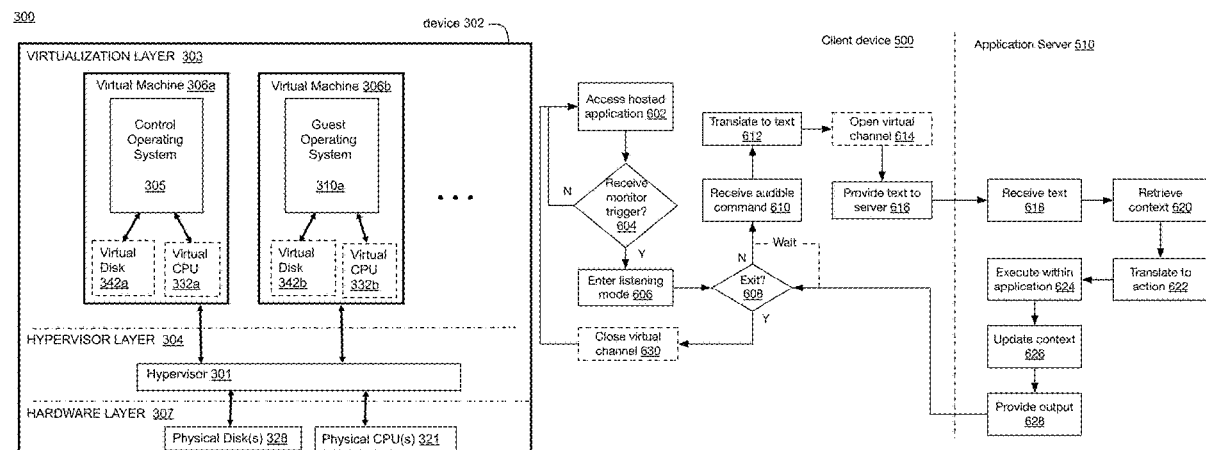 300
device 302
VIRTUALIZATION LAYER 303
Virtual Machine 306a
Control
Operating
System
305
Virtual
Disk
342a
Virtual
CPU
332a
Virtual Machine 306b
Guest
Operating
System
310a
Virtual
Disk
342b
Virtual
CPU
332b
HYPERVISOR LAYER 304
Hypervisor 301
HARDWARE LAYER 307
Physical Disk(s) 328
Physical CPU(s) 321
Client device 500
Application Server 510
Access hosted
application 602
Receive
monitor
trigger?
604
N
Y
Enter listening
mode 606
Exit?
608
N
Wait
Y
Receive audible
command 610
Translate to text
612
Open virtual
channel 614
Provide text to
server 616
Receive text
618
Retrieve
context 620
Translate to
action 622
Execute within
application 624
Update context
626
Provide output
628
Close virtual
channel 630